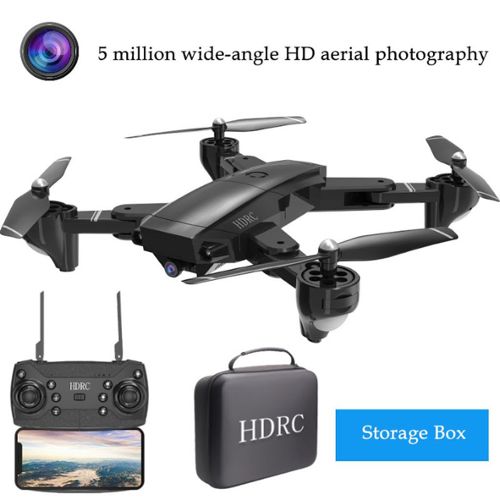 5 million wide-angle HD aerial photography
HDRC
HDRC
HDRC
Storage Box